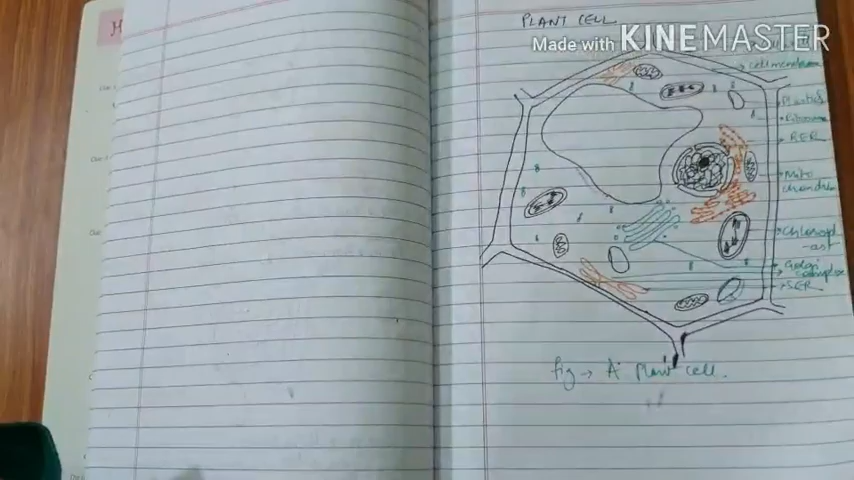 PLANT CELL
Made with KINEMASTER
cell membrane
Plastids
Ribosome
RER
Mito
chondria
Chloropl
-ast
Golgi
complex
SER
fig → A Plant cell.